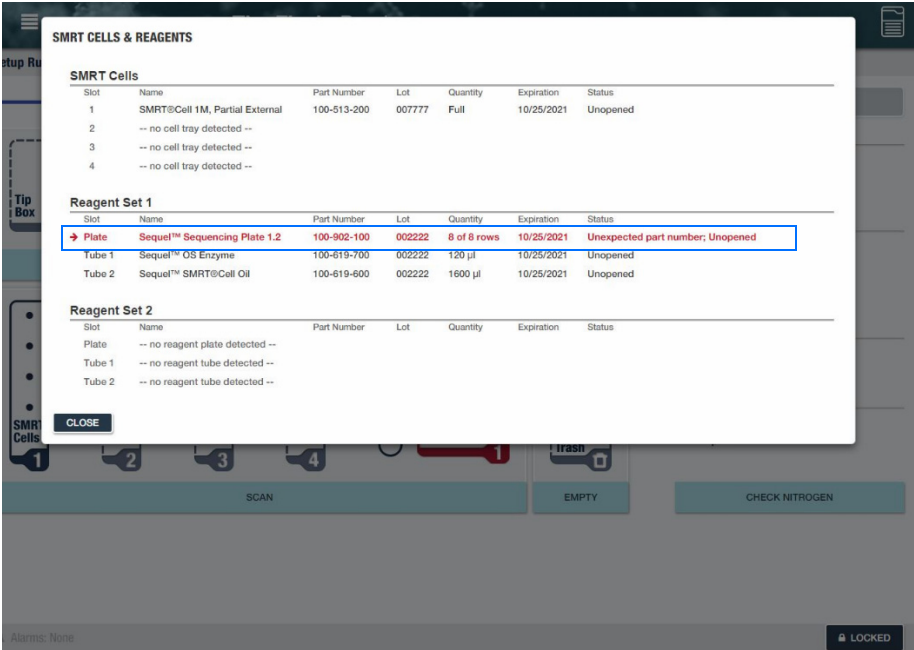 SMRT CELLS & REAGENTS
etup Ru
SMRT Cells
Slot Name Part Number Lot Quantity Expiration Status
1 SMRT®Cell 1M, Partial External 100-513-200 007777 Full 10/25/2021 Unopened
2 -- no cell tray detected --
3 -- no cell tray detected --
4 -- no cell tray detected --
Tip
Box
Reagent Set 1
Slot Name Part Number Lot Quantity Expiration Status
→ Plate Sequel™ Sequencing Plate 1.2 100-902-100 002222 8 of 8 rows 10/25/2021 Unexpected part number; Unopened
Tube 1 Sequel™ OS Enzyme 100-619-700 002222 120 µl 10/25/2021 Unopened
Tube 2 Sequel™ SMRT®Cell Oil 100-619-600 002222 1600 µl 10/25/2021 Unopened
Reagent Set 2
Slot Name Part Number Lot Quantity Expiration Status
Plate -- no reagent plate detected --
Tube 1 -- no reagent tube detected --
Tube 2 -- no reagent tube detected --
CLOSE
SMRT
Cells
1 2 3 4 1 Trash
SCAN EMPTY CHECK NITROGEN
Alarms: None LOCKED